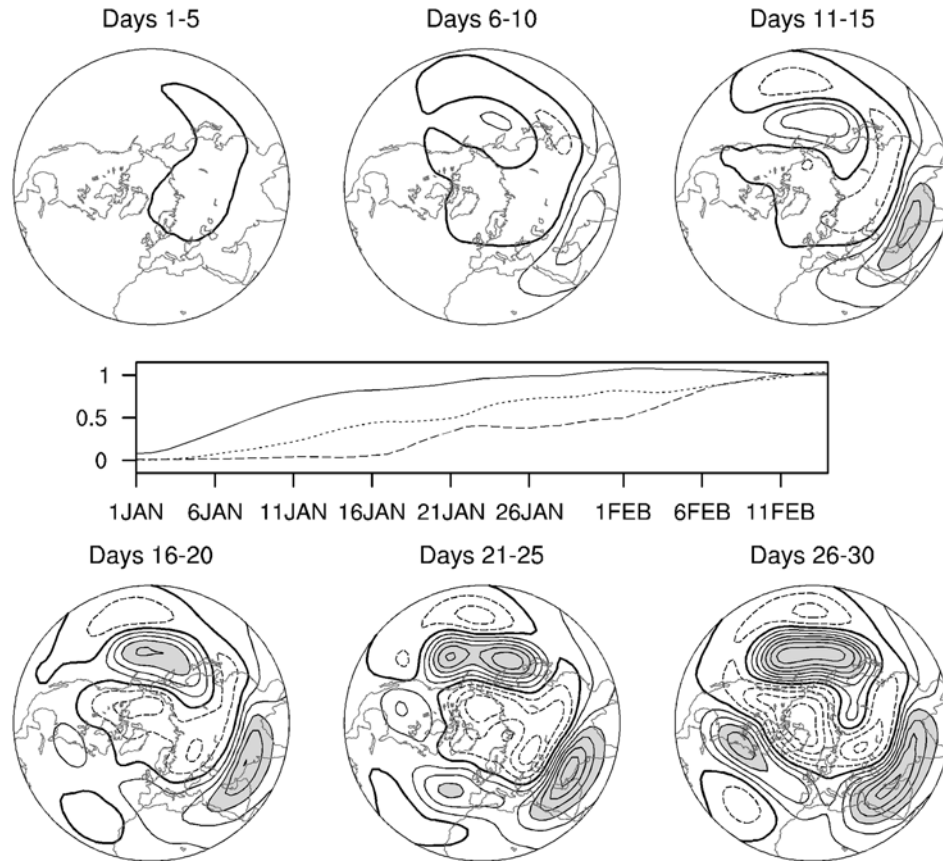 Days 1-5 Days 6-10 Days 11-15
1
0.5
0
1JAN 6JAN 11JAN 16JAN 21JAN 26JAN 1FEB 6FEB 11FEB
Days 16-20 Days 21-25 Days 26-30